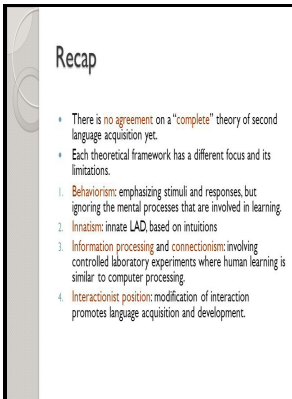 Recap
• There is no agreement on a “complete” theory of second
language acquisition yet.
• Each theoretical framework has a different focus and its
limitations.
1. Behaviorism: emphasizing stimuli and responses, but
ignoring the mental processes that are involved in learning.
2. Innatism: innate LAD, based on intuitions
3. Information processing and connectionism: involving
controlled laboratory experiments where human learning is
similar to computer processing.
4. Interactionist position: modification of interaction
promotes language acquisition and development.